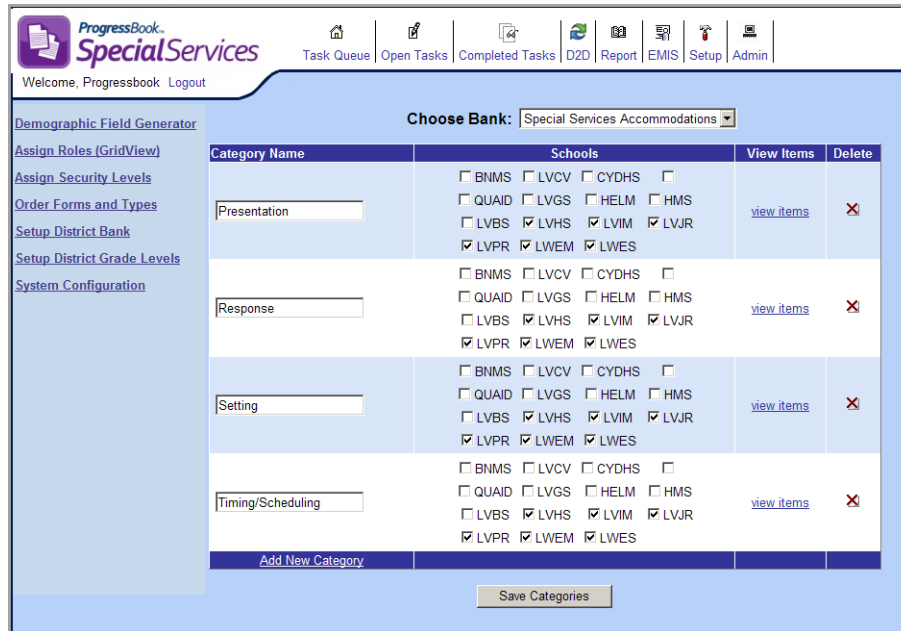 ProgressBook
SpecialServices
Task Queue Open Tasks Completed Tasks D2D Report EMIS Setup Admin
Welcome, Progressbook Logout
Choose Bank: Special Services Accommodations
Demographic Field Generator
Assign Roles (GridView)
Assign Security Levels
Order Forms and Types
Setup District Bank
Setup District Grade Levels
System Configuration
Category Name Schools View Items Delete
BNMS LVCV CYDHS
QUAID LVGS HELM HMS
Presentation view items
LVBS LVHS LVIM LVJR
LVPR LWEM LWES
BNMS LVCV CYDHS
QUAID LVGS HELM HMS
Response view items
LVBS LVHS LVIM LVJR
LVPR LWEM LWES
BNMS LVCV CYDHS
QUAID LVGS HELM HMS
Setting view items
LVBS LVHS LVIM LVJR
LVPR LWEM LWES
BNMS LVCV CYDHS
QUAID LVGS HELM HMS
Timing/Scheduling view items
LVBS LVHS LVIM LVJR
LVPR LWEM LWES
Add New Category
Save Categories